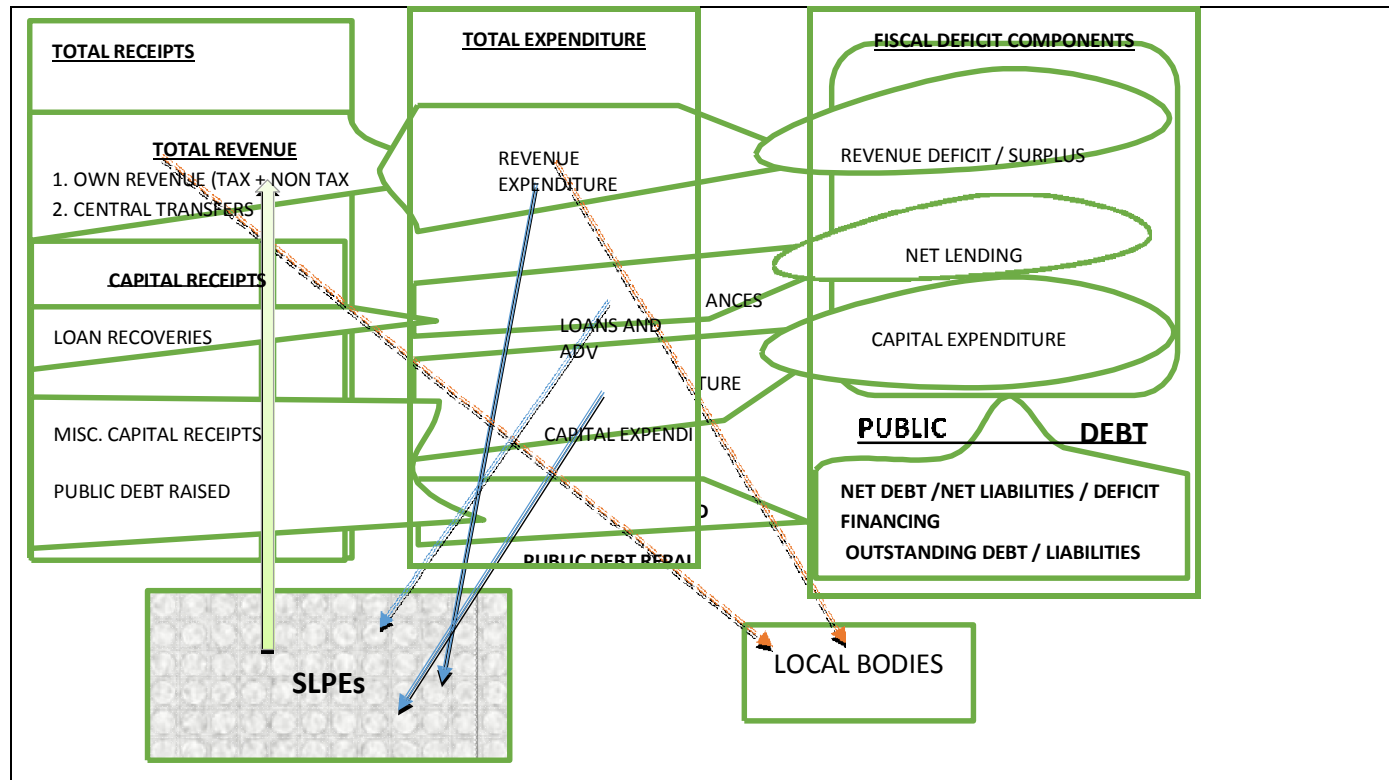 TOTAL RECEIPTS
TOTAL REVENUE
1. OWN REVENUE (TAX + NON TAX
2. CENTRAL TRANSFERS
CAPITAL RECEIPTS
LOAN RECOVERIES
MISC. CAPITAL RECEIPTS
PUBLIC DEBT RAISED
TOTAL EXPENDITURE
REVENUE
EXPENDITURE
ANCES
LOANS AND
ADV
TURE
CAPITAL EXPENDI
PUBLIC DEBT REPAI
FISCAL DEFICIT COMPONENTS
REVENUE DEFICIT / SURPLUS
NET LENDING
CAPITAL EXPENDITURE
PUBLIC DEBT
NET DEBT /NET LIABILITIES / DEFICIT
FINANCING
OUTSTANDING DEBT / LIABILITIES
SLPEs
LOCAL BODIES